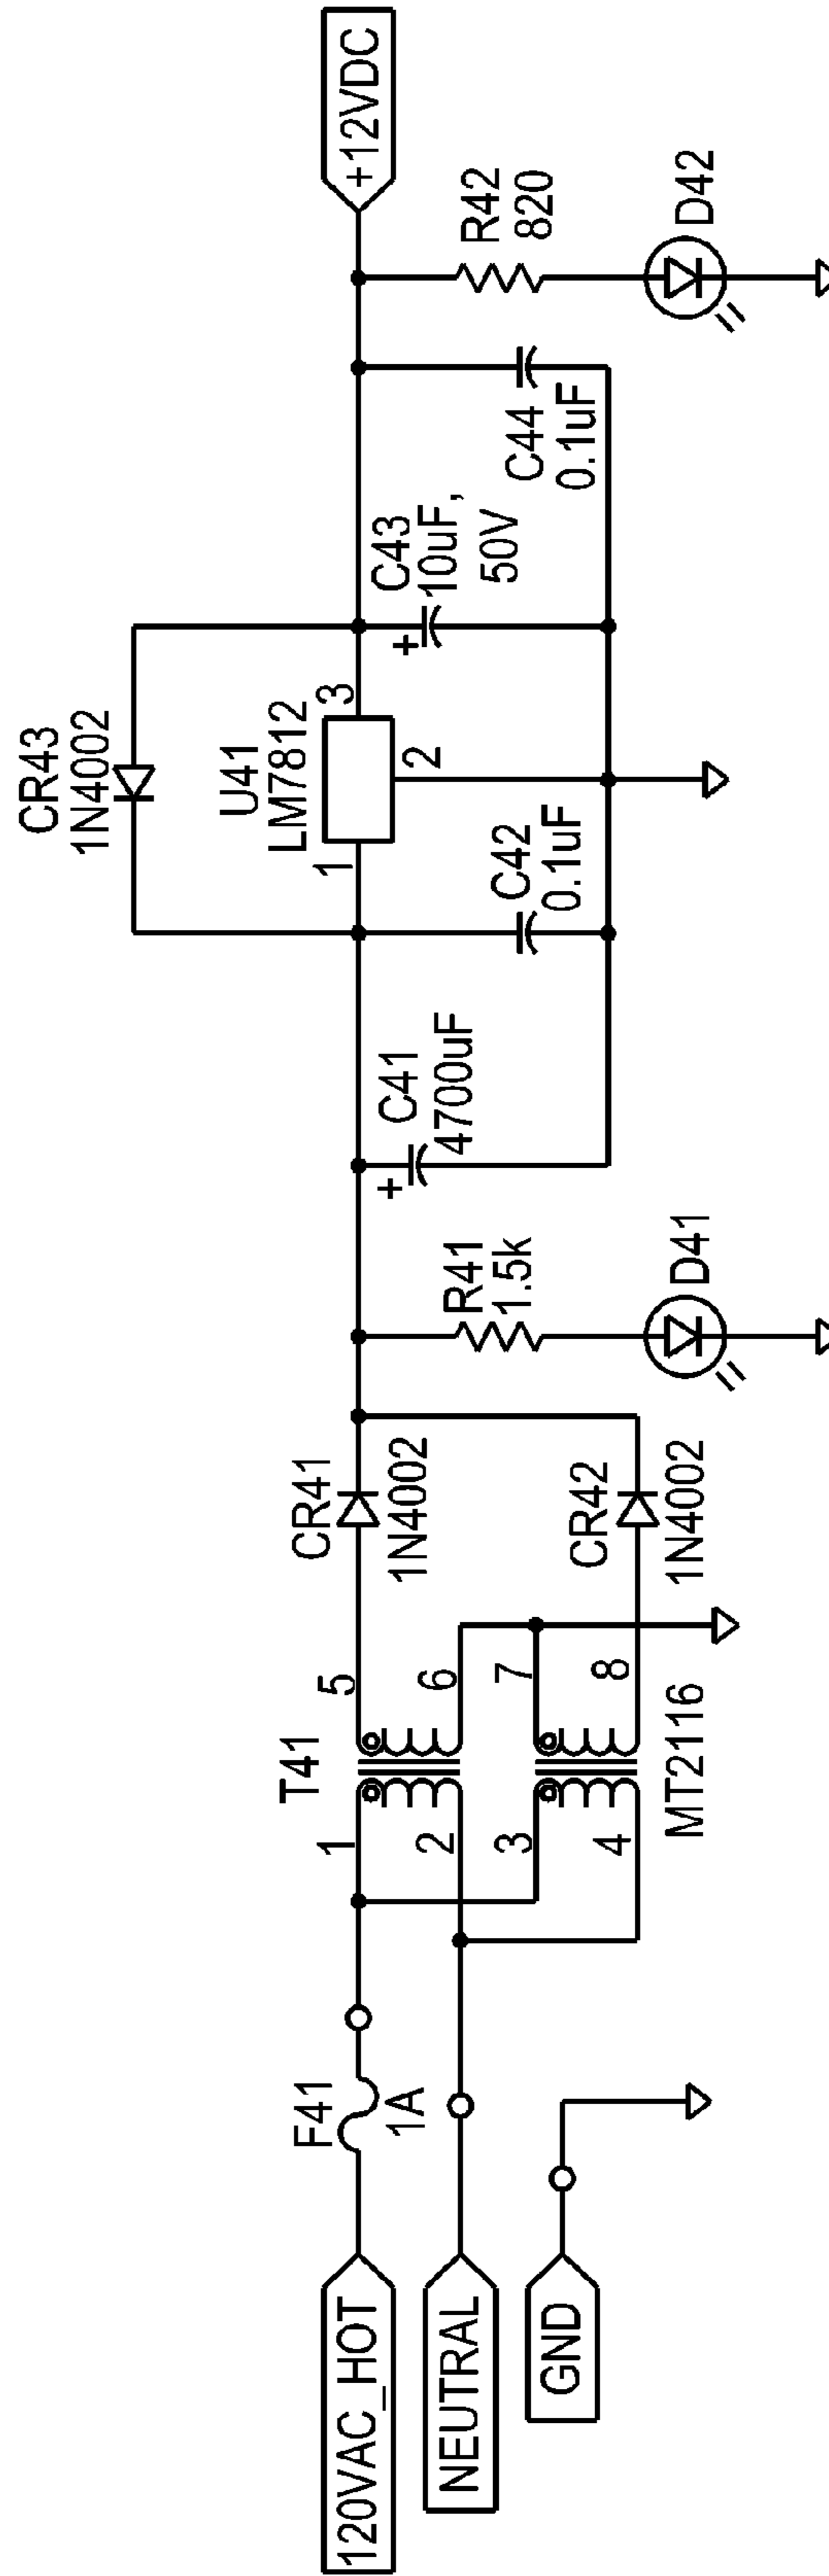 120VAC_HOT
NEUTRAL
GND
F41
1A
T41
1
2
3
4
5
6
7
8
MT2116
CR41
1N4002
CR42
1N4002
R41
1.5k
D41
C41
4700uF
+
CR43
1N4002
U41
LM7812
1
2
3
C42
0.1uF
C43
10uF,
50V
+
C44
0.1uF
R42
820
D42
+12VDC